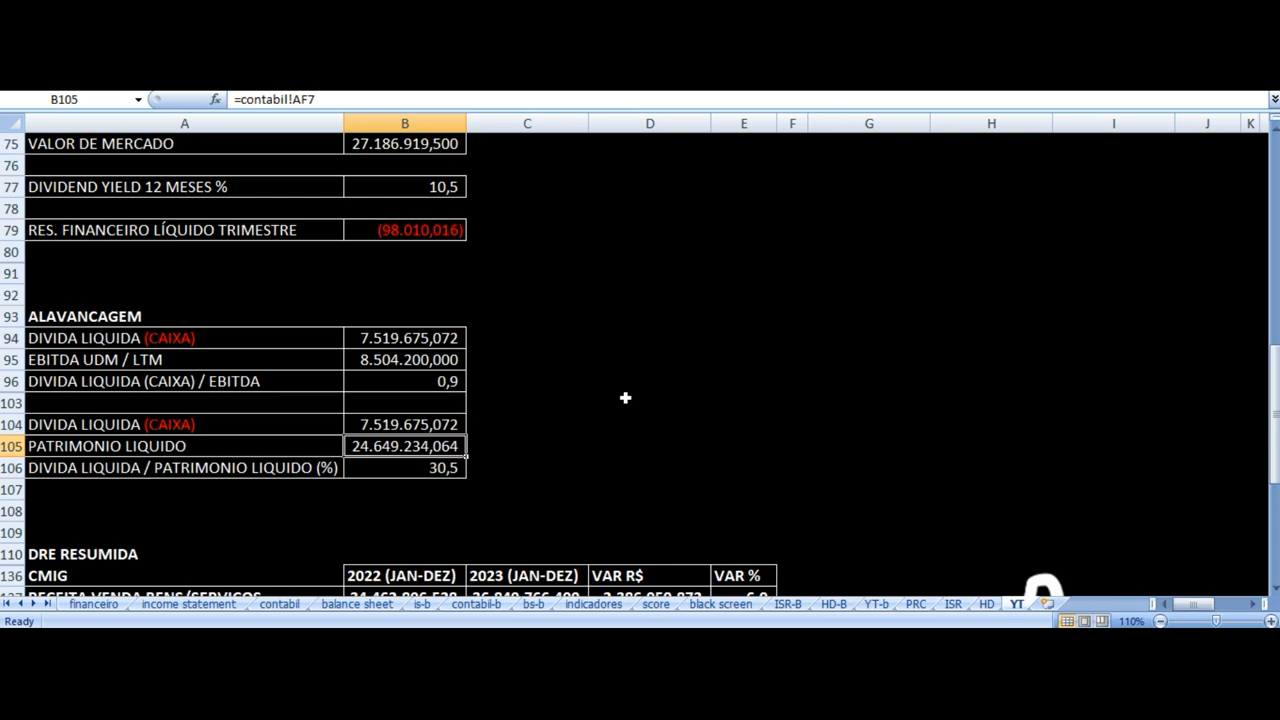 B105 fx =contabil!AF7
A B C D E F G H I J K
75 VALOR DE MERCADO 27.186.919,500
76
77 DIVIDEND YIELD 12 MESES % 10,5
78
79 RES. FINANCEIRO LÍQUIDO TRIMESTRE (98.010,016)
80
91
92
93 ALAVANCAGEM
94 DIVIDA LIQUIDA (CAIXA) 7.519.675,072
95 EBITDA UDM / LTM 8.504.200,000
96 DIVIDA LIQUIDA (CAIXA) / EBITDA 0,9
103
104 DIVIDA LIQUIDA (CAIXA) 7.519.675,072
105 PATRIMONIO LIQUIDO 24.649.234,064
106 DIVIDA LIQUIDA / PATRIMONIO LIQUIDO (%) 30,5
107
108
109
110 DRE RESUMIDA
136 CMIG 2022 (JAN-DEZ) 2023 (JAN-DEZ) VAR R$ VAR %
RECEITA VENDA BENS/SERVIÇOS
financeiro income statement contabil balance sheet is-b contabil-b bs-b indicadores score black screen ISR-B HD-B YT-b PRC ISR HD YT
Ready 110%